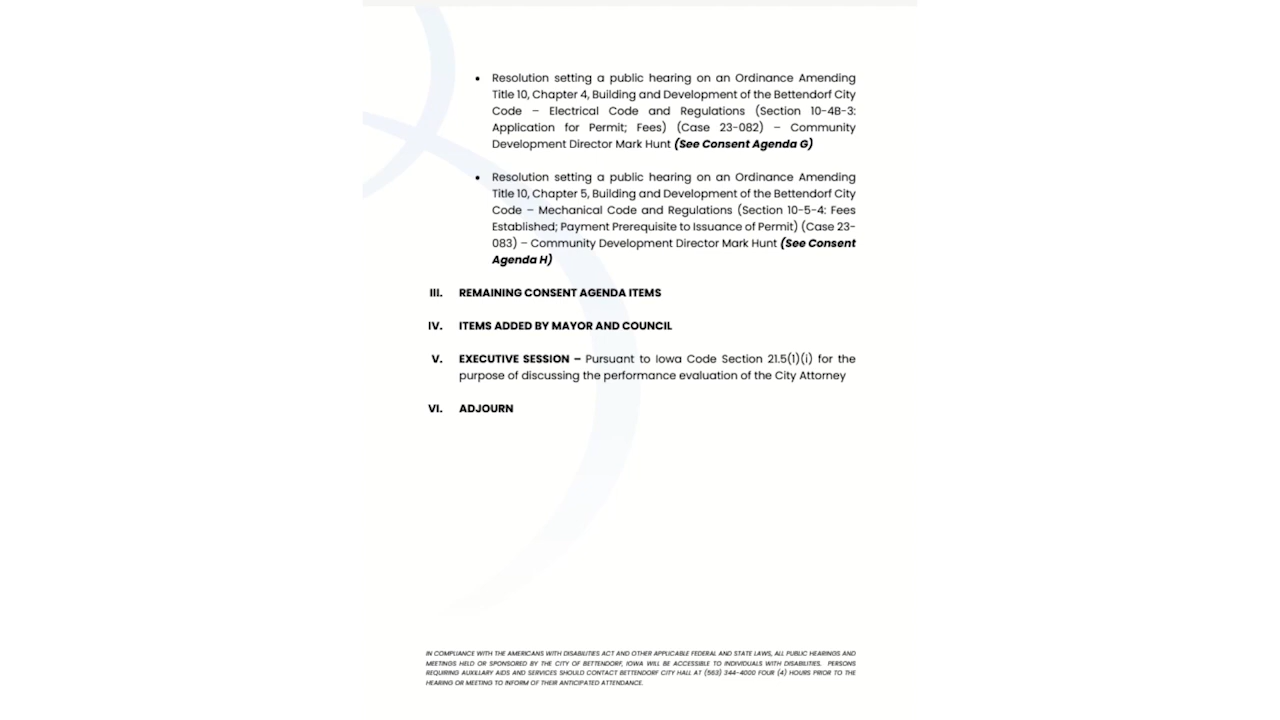 • Resolution setting a public hearing on an Ordinance Amending
Title 10, Chapter 4, Building and Development of the Bettendorf City
Code – Electrical Code and Regulations (Section 10-4B-3:
Application for Permit; Fees) (Case 23-082) – Community
Development Director Mark Hunt (See Consent Agenda G)
• Resolution setting a public hearing on an Ordinance Amending
Title 10, Chapter 5, Building and Development of the Bettendorf City
Code – Mechanical Code and Regulations (Section 10-5-4: Fees
Established; Payment Prerequisite to Issuance of Permit) (Case 23-
083) – Community Development Director Mark Hunt (See Consent
Agenda H)
III. REMAINING CONSENT AGENDA ITEMS
IV. ITEMS ADDED BY MAYOR AND COUNCIL
V. EXECUTIVE SESSION – Pursuant to Iowa Code Section 21.5(1)(i) for the
purpose of discussing the performance evaluation of the City Attorney
VI. ADJOURN
IN COMPLIANCE WITH THE AMERICANS WITH DISABILITIES ACT AND OTHER APPLICABLE FEDERAL AND STATE LAWS, ALL PUBLIC HEARINGS AND
MEETINGS HELD OR SPONSORED BY THE CITY OF BETTENDORF, IOWA WILL BE ACCESSIBLE TO INDIVIDUALS WITH DISABILITIES. PERSONS
REQUIRING AUXILIARY AIDS AND SERVICES SHOULD CONTACT BETTENDORF CITY HALL AT (563) 344-4000 FOUR (4) HOURS PRIOR TO THE
HEARING OR MEETING TO INFORM OF THEIR ANTICIPATED ATTENDANCE.